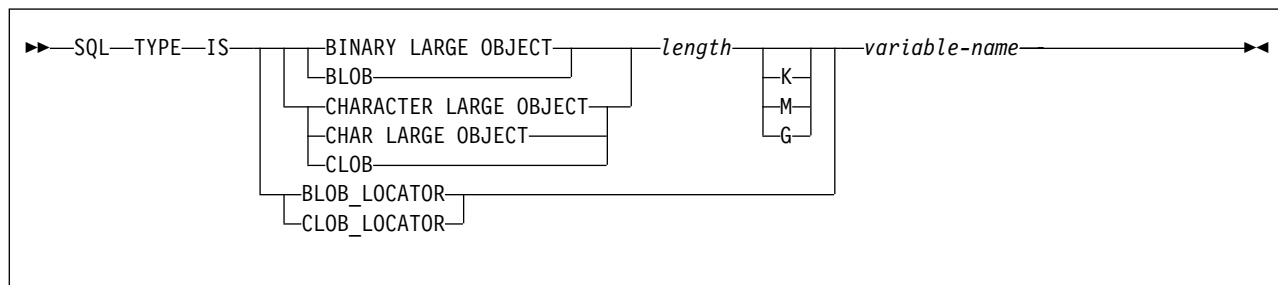 SQL TYPE IS BINARY LARGE OBJECT length variable-name
BLOB K
CHARACTER LARGE OBJECT M
CHAR LARGE OBJECT G
CLOB
BLOB_LOCATOR
CLOB_LOCATOR